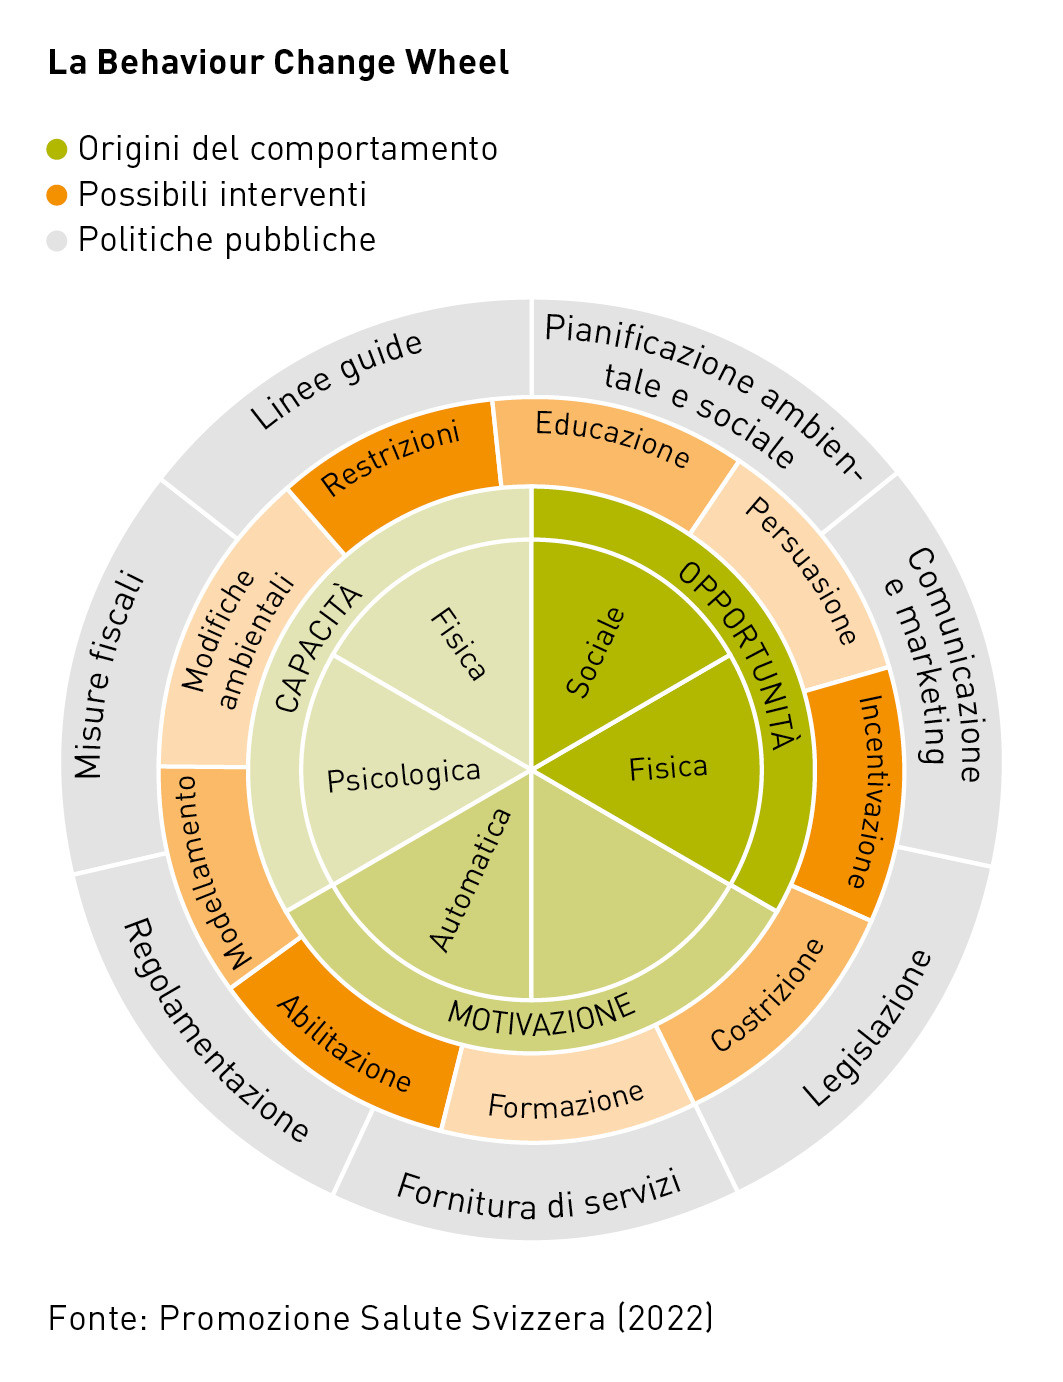 La Behaviour Change Wheel
Origini del comportamento
Possibili interventi
Politiche pubbliche
Linee guide
Pianificazione ambien-
tale e sociale
Comunicazione
e marketing
Legislazione
Fornitura di servizi
Regolamentazione
Misure fiscali
Restrizioni
Educazione
Persuasione
Incentivazione
Costrizione
Formazione
Abilitazione
Modellamento
Modifiche
ambientali
CAPACITÀ
OPPORTUNITÀ
MOTIVAZIONE
Fisica
Sociale
Fisica
Automatica
Psicologica
Fonte: Promozione Salute Svizzera (2022)